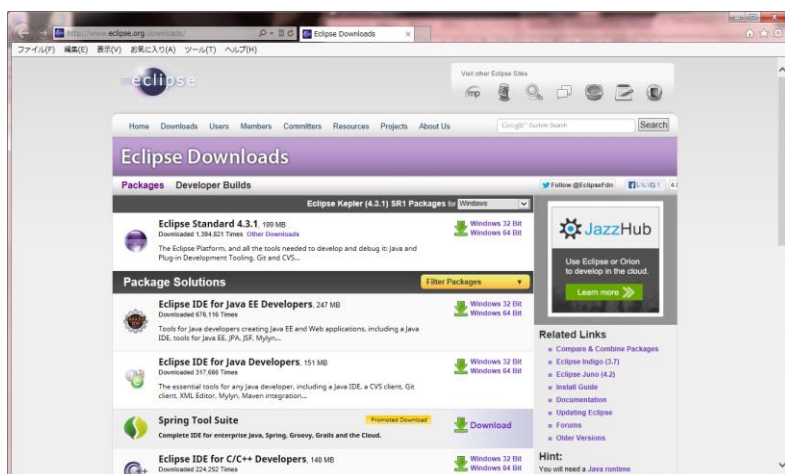 http://www.eclipse.org/downloads/
Eclipse Downloads
ファイル(F) 編集(E) 表示(V) お気に入り(A) ツール(T) ヘルプ(H)
eclipse
Visit other Eclipse Sites
mp
Home Downloads Users Members Committers Resources Projects About Us
Google™ Custom Search
Search
Eclipse Downloads
Packages Developer Builds
Follow @EclipseFdn
Eclipse Kepler (4.3.1) SR1 Packages for Windows
Eclipse Standard 4.3.1, 199 MB
Downloaded 1,394,821 Times Other Downloads
The Eclipse Platform, and all the tools needed to develop and debug it: Java and
Plug-in Development Tooling, Git and CVS...
Windows 32 Bit
Windows 64 Bit
Package Solutions
Filter Packages
Eclipse IDE for Java EE Developers, 247 MB
Downloaded 676,116 Times
Tools for Java developers creating Java EE and Web applications, including a Java
IDE, tools for Java EE, JPA, JSF, Mylyn...
Windows 32 Bit
Windows 64 Bit
Eclipse IDE for Java Developers, 151 MB
Downloaded 317,666 Times
The essential tools for any Java developer, including a Java IDE, a CVS client, Git
client, XML Editor, Mylyn, Maven integration...
Windows 32 Bit
Windows 64 Bit
Spring Tool Suite
Promoted Download
Complete IDE for enterprise Java, Spring, Groovy, Grails and the Cloud.
Download
Eclipse IDE for C/C++ Developers, 140 MB
Downloaded 224,252 Times
Windows 32 Bit
Windows 64 Bit
JazzHub
Use Eclipse or Orion
to develop in the cloud.
Learn more
Related Links
Compare & Combine Packages
Eclipse Indigo (3.7)
Eclipse Juno (4.2)
Install Guide
Documentation
Updating Eclipse
Forums
Older Versions
Hint:
You will need a Java runtime